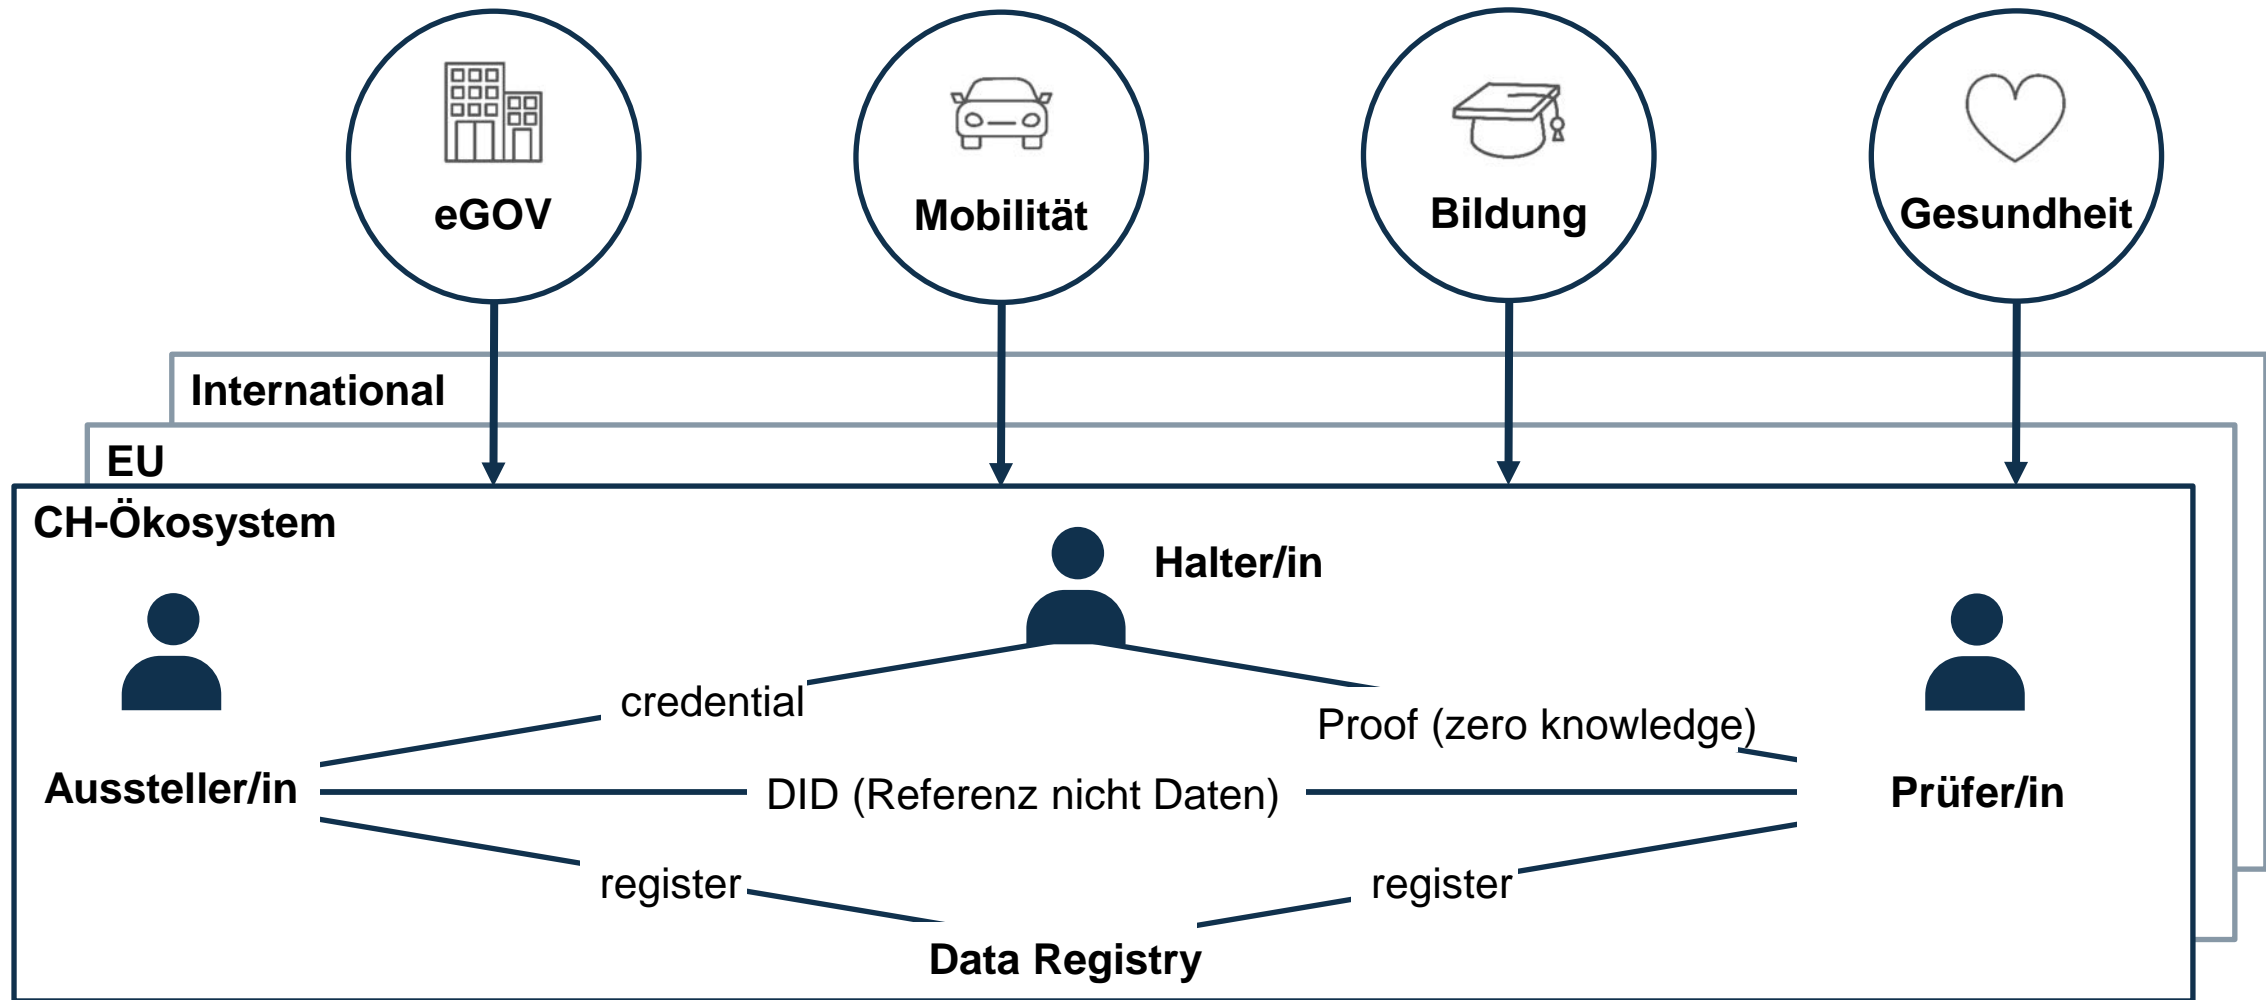 eGOV
Mobilität
Bildung
Gesundheit
International
EU
CH-Ökosystem
Halter/in
credential
Proof (zero knowledge)
Aussteller/in
DID (Referenz nicht Daten)
Prüfer/in
register
register
Data Registry